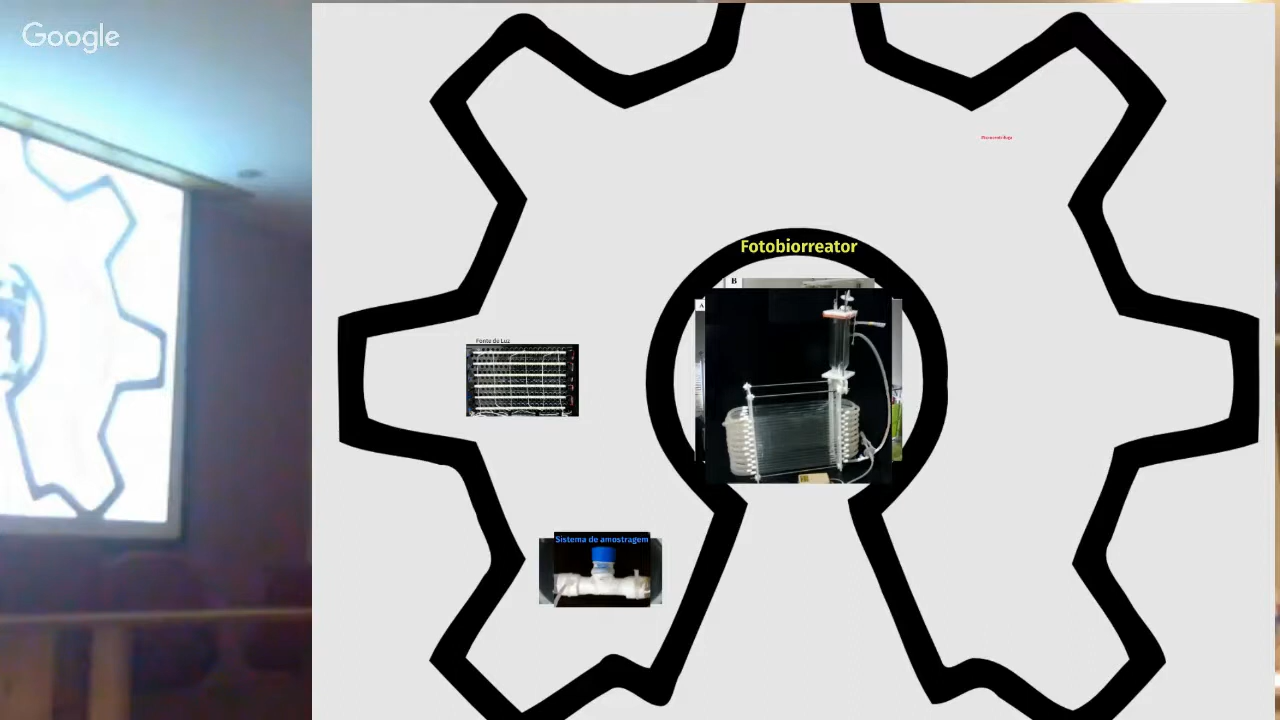 Google
Fotobiorreator
B
A
Fonte de Luz
Sistema de amostragem